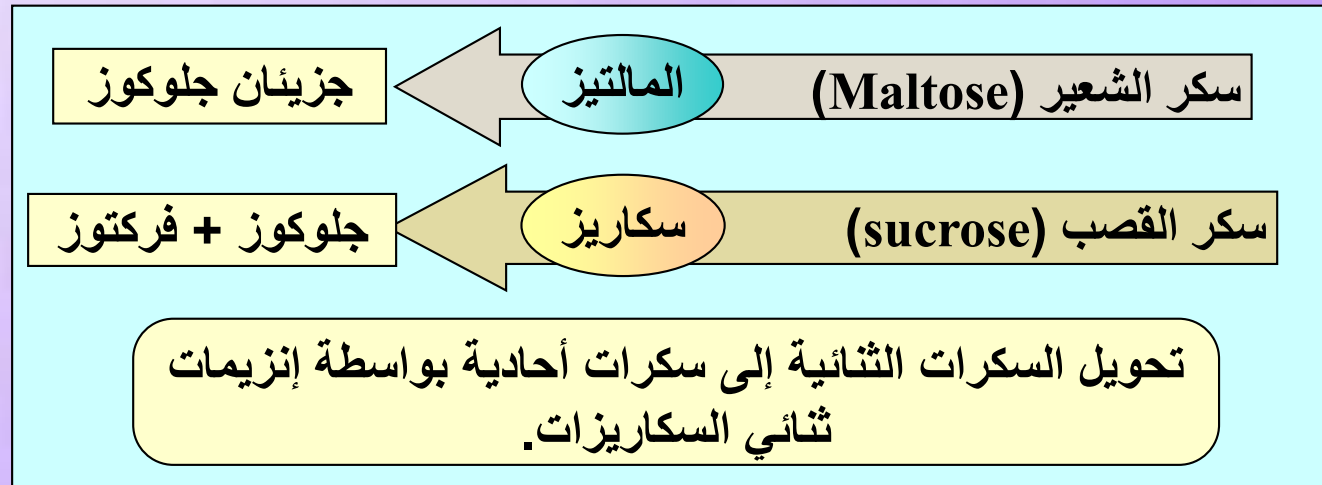 سكر الشعير (Maltose)
المالتيز
جزيئان جلوكوز
سكر القصب (sucrose)
سكاريز
جلوكوز + فركتوز
تحويل السكرات الثنائية إلى سكرات أحادية بواسطة إنزيمات
ثنائي السكاريزات.